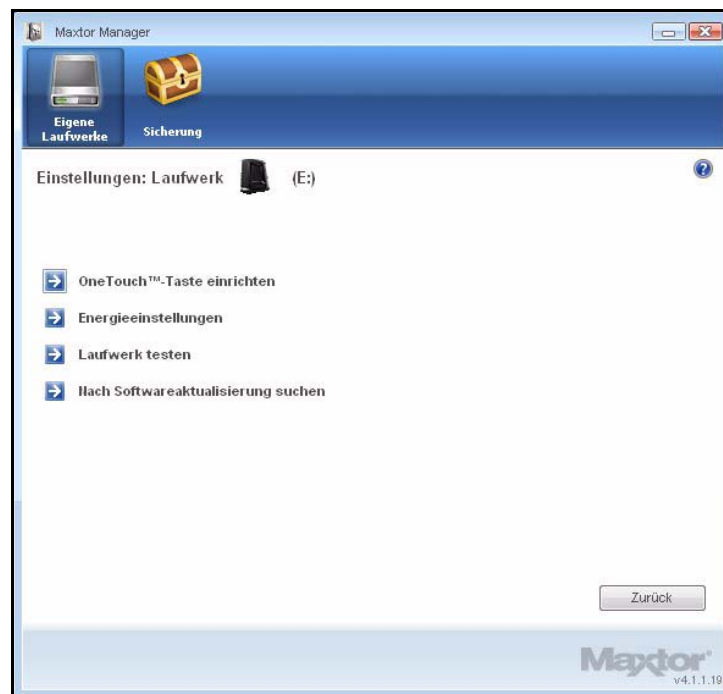 Maxtor Manager
Eigene
Laufwerke
Sicherung
Einstellungen: Laufwerk (E:)
OneTouch™-Taste einrichten
Energieeinstellungen
Laufwerk testen
Nach Softwareaktualisierung suchen
Zurück
Maxtor
v4.1.1.19